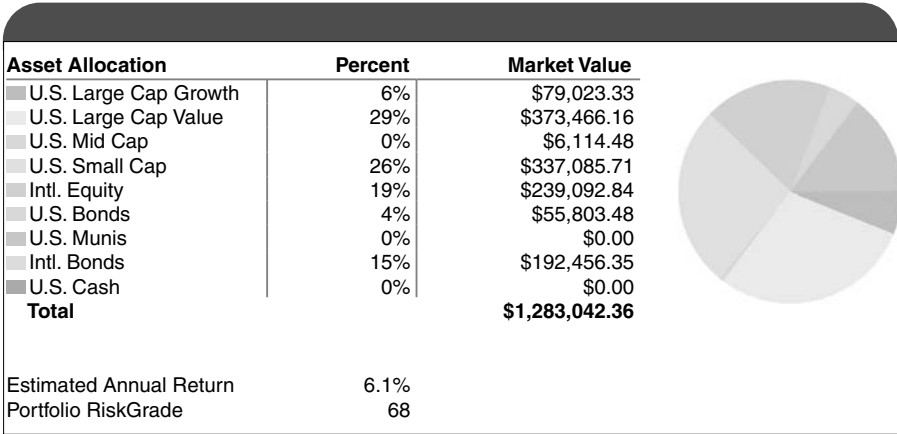 Asset Allocation Percent Market Value
U.S. Large Cap Growth 6% $79,023.33
U.S. Large Cap Value 29% $373,466.16
U.S. Mid Cap 0% $6,114.48
U.S. Small Cap 26% $337,085.71
Intl. Equity 19% $239,092.84
U.S. Bonds 4% $55,803.48
U.S. Munis 0% $0.00
Intl. Bonds 15% $192,456.35
U.S. Cash 0% $0.00
Total $1,283,042.36
Estimated Annual Return 6.1%
Portfolio RiskGrade 68